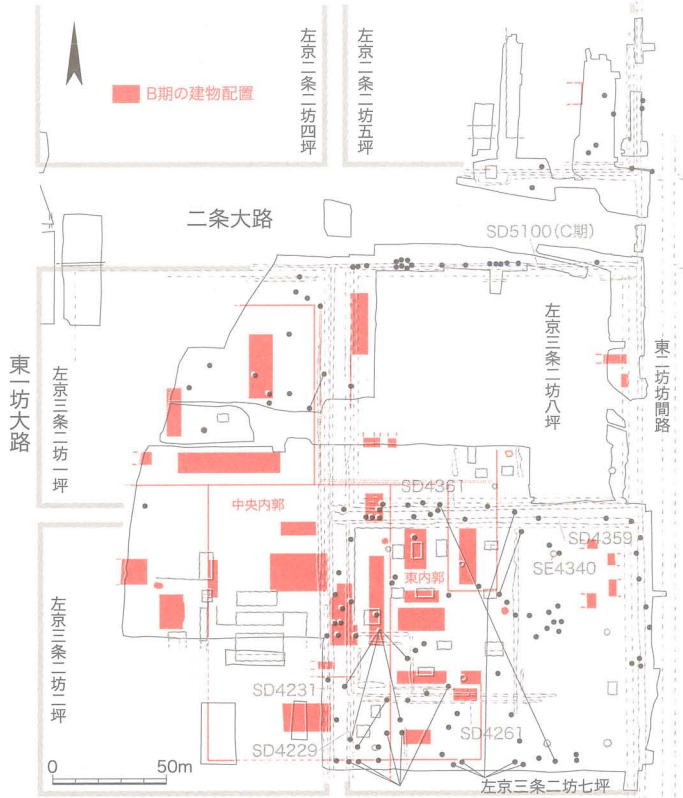 左京二条二坊四坪
左京二条二坊五坪
B期の建物配置
二条大路
SD5100(C期)
東一坊大路
左京三条二坊一坪
左京三条二坊八坪
東二坊坊間路
中央内郭
SD4361
SD4359
SE4340
東内郭
左京三条二坊二坪
SD4231
SD4229
SD4261
0
50m
左京三条二坊七坪